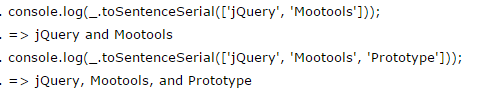 . console.log(_.toSentenceSerial(['jQuery', 'Mootools']));
. => jQuery and Mootools
. console.log(_.toSentenceSerial(['jQuery', 'Mootools', 'Prototype']));
. => jQuery, Mootools, and Prototype